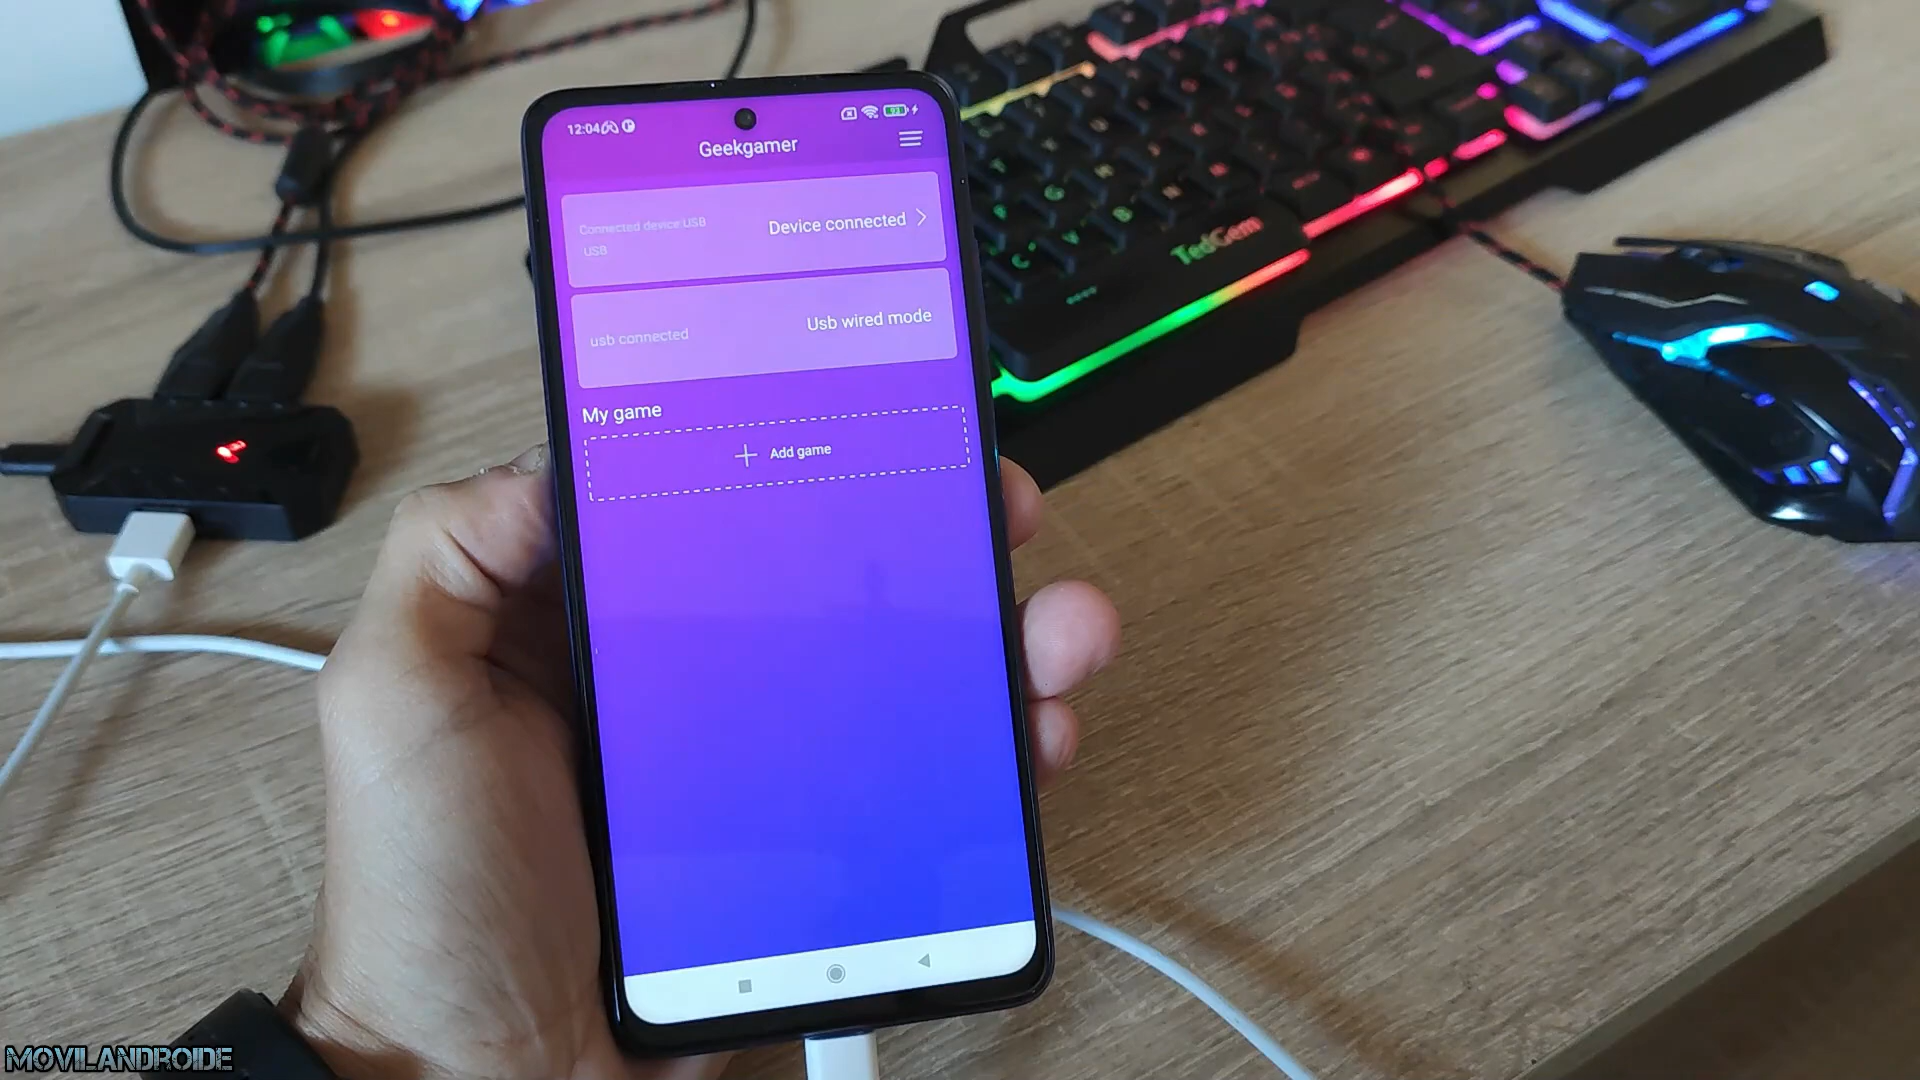 12:04
93
Geekgamer
Connected device:USB
USB
Device connected
usb connected
Usb wired mode
My game
Add game
TedGem
C V B
MOVILANDROIDE